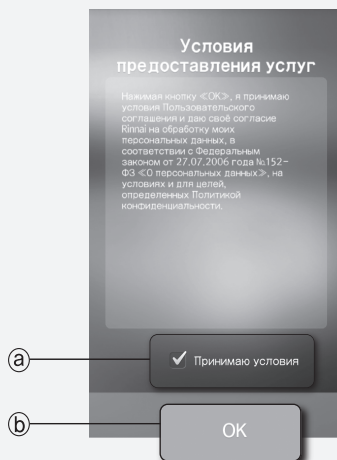 Условия
предоставления услуг
Нажимая кнопку ≪OK≫, я принимаю
условия Пользовательского
соглашения и даю своё согласие
Rinnai на обработку моих
персональных данных, в
соответствии с Федеральным
законом от 27.07.2006 года №152-
ФЗ ≪О персональных данных≫, на
условиях и для целей,
определенных Политикой
конфиденциальности.
ⓐ Принимаю условия
ⓑ OK